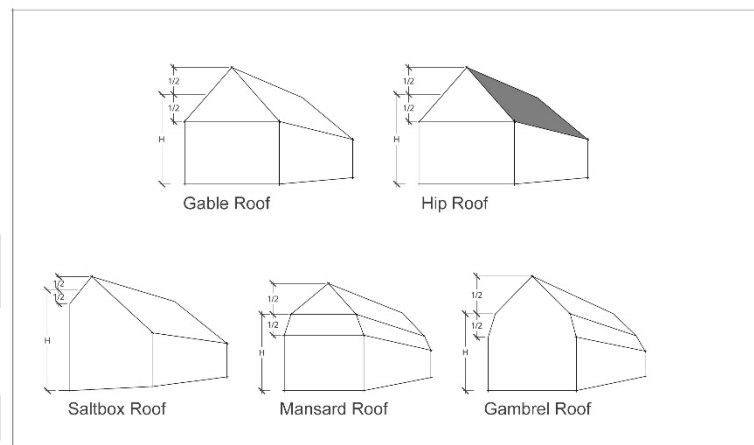 1/2
1/2
H
Gable Roof
1/2
1/2
H
Hip Roof
1/2
1/2
H
Saltbox Roof
1/2
1/2
H
Mansard Roof
1/2
1/2
H
Gambrel Roof